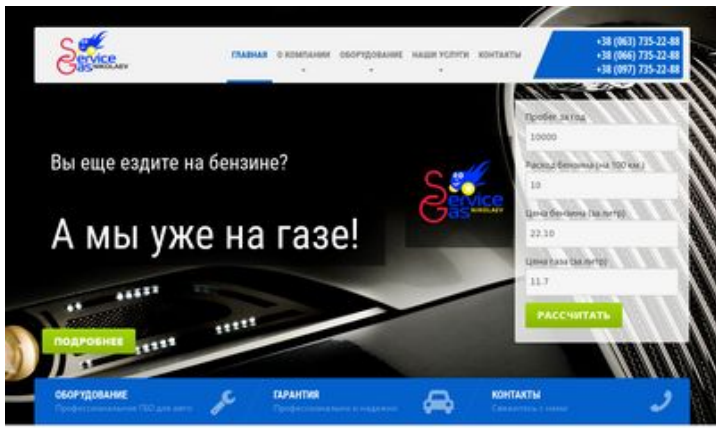 Service
Gas NIKOLAEV
ГЛАВНАЯ О КОМПАНИИ ОБОРУДОВАНИЕ НАШИ УСЛУГИ КОНТАКТЫ
+38 (063) 735-22-88
+38 (066) 735-22-88
+38 (097) 735-22-88
Вы еще ездите на бензине?
А мы уже на газе!
Service
Gas NIKOLAEV
ПОДРОБНЕЕ
Пробег за год
10000
Расход бензина (на 100 км.)
10
Цена бензина (за литр)
22.10
Цена газа (за литр)
11.7
РАССЧИТАТЬ
ОБОРУДОВАНИЕ
Профессиональное ГБО для авто
ГАРАНТИЯ
Профессионально и надежно
КОНТАКТЫ
Свяжитесь с нами